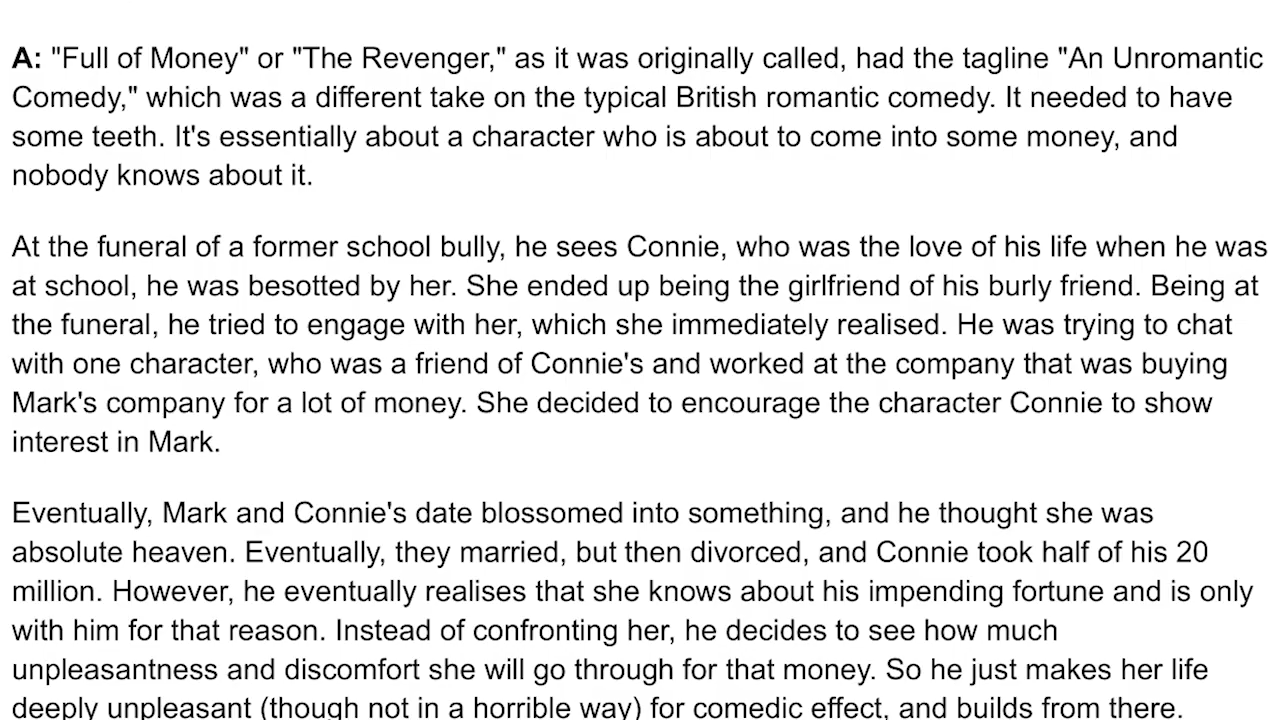 A: "Full of Money" or "The Revenger," as it was originally called, had the tagline "An Unromantic
Comedy," which was a different take on the typical British romantic comedy. It needed to have
some teeth. It's essentially about a character who is about to come into some money, and
nobody knows about it.
At the funeral of a former school bully, he sees Connie, who was the love of his life when he was
at school, he was besotted by her. She ended up being the girlfriend of his burly friend. Being at
the funeral, he tried to engage with her, which she immediately realised. He was trying to chat
with one character, who was a friend of Connie's and worked at the company that was buying
Mark's company for a lot of money. She decided to encourage the character Connie to show
interest in Mark.
Eventually, Mark and Connie's date blossomed into something, and he thought she was
absolute heaven. Eventually, they married, but then divorced, and Connie took half of his 20
million. However, he eventually realises that she knows about his impending fortune and is only
with him for that reason. Instead of confronting her, he decides to see how much
unpleasantness and discomfort she will go through for that money. So he just makes her life
deeply unpleasant (though not in a horrible way) for comedic effect, and builds from there.